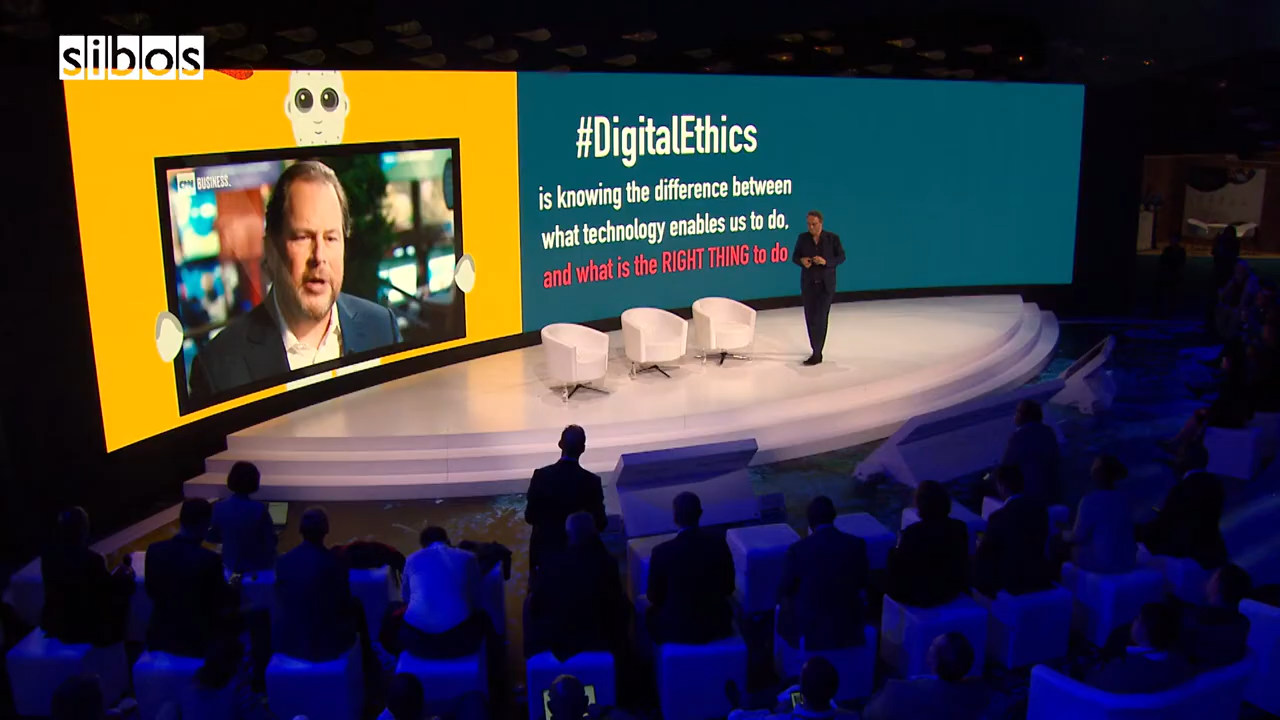 sibos
CNN BUSINESS
#DigitalEthics
is knowing the difference between
what technology enables us to do,
and what is the RIGHT THING to do